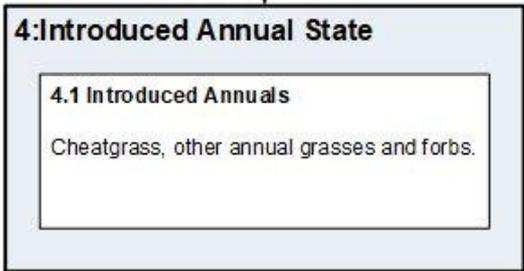 4:Introduced Annual State
4.1 Introduced Annuals
Cheatgrass, other annual grasses and forbs.